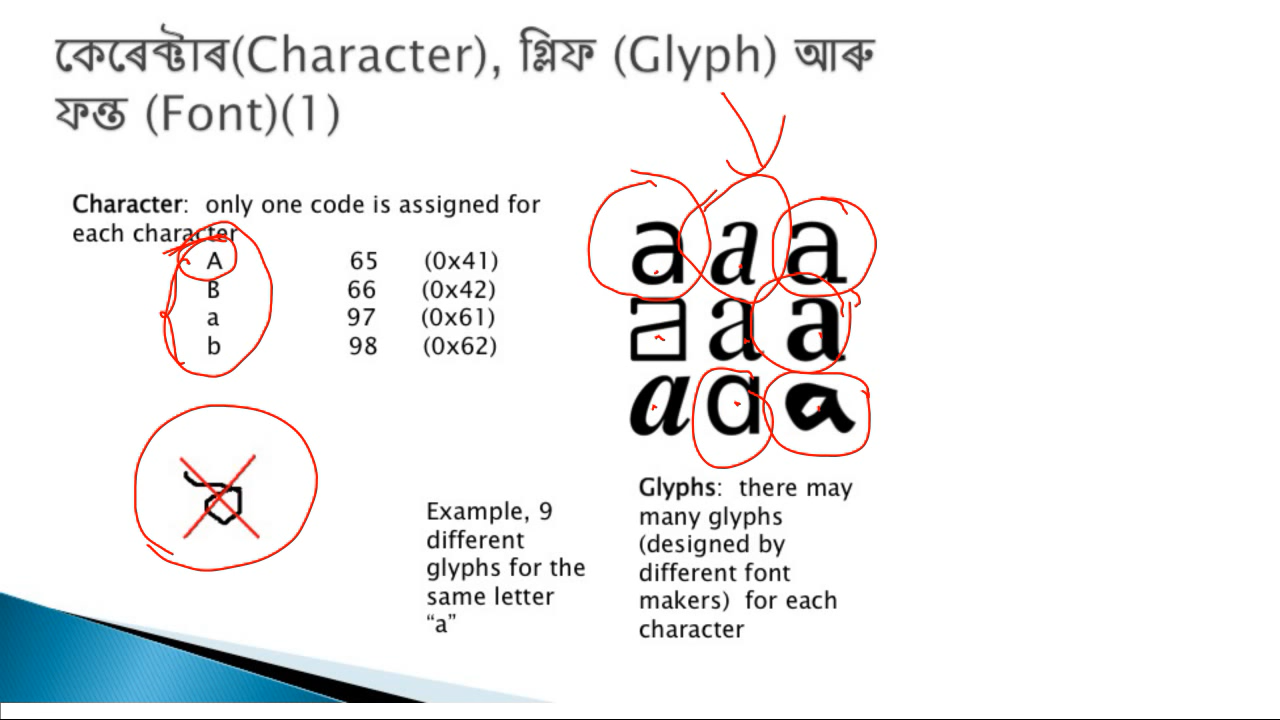 কেৰেক্টাৰ(Character), গ্লিফ (Glyph) আৰু
ফন্ত (Font)(1)
Character: only one code is assigned for
each character
A 65 (0x41)
B 66 (0x42)
a 97 (0x61)
b 98 (0x62)
a a a
a a a
a a a
Example, 9
different
glyphs for the
same letter
“a”
Glyphs: there may
many glyphs
(designed by
different font
makers) for each
character